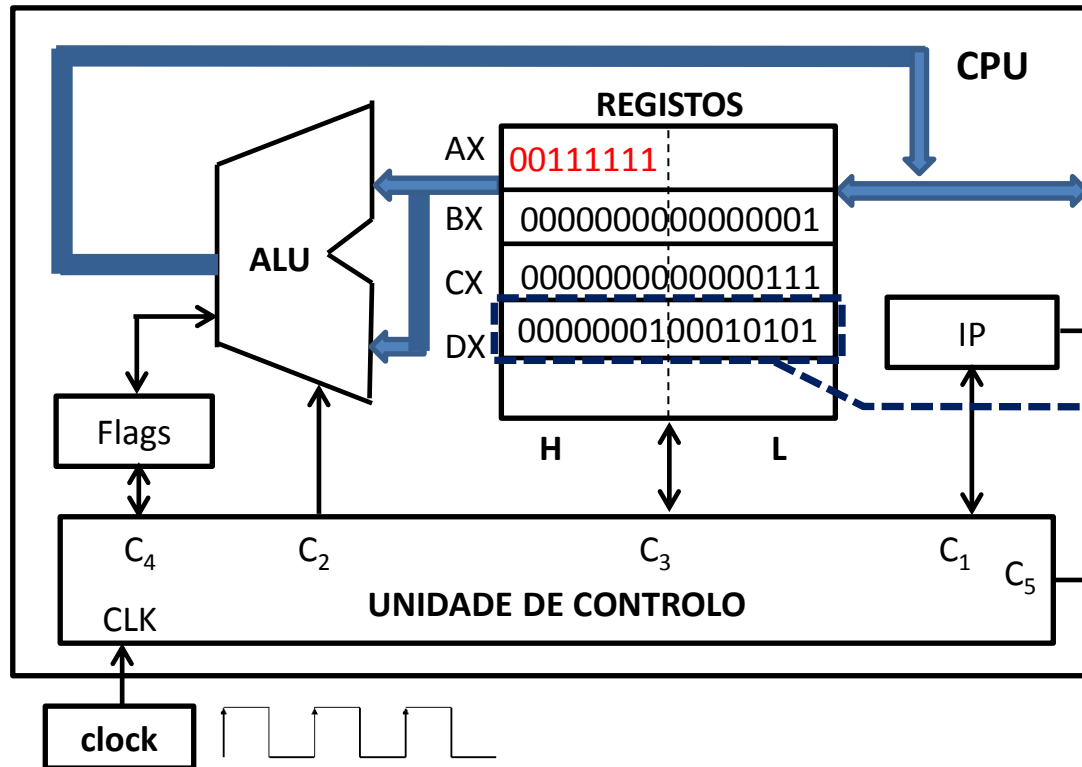 CPU
REGISTOS
AX 00111111
BX 0000000000000001
CX 0000000000000111
DX 0000000100010101
ALU
IP
Flags
H L
C4 C2 C3 C1
C5
UNIDADE DE CONTROLO
CLK
clock